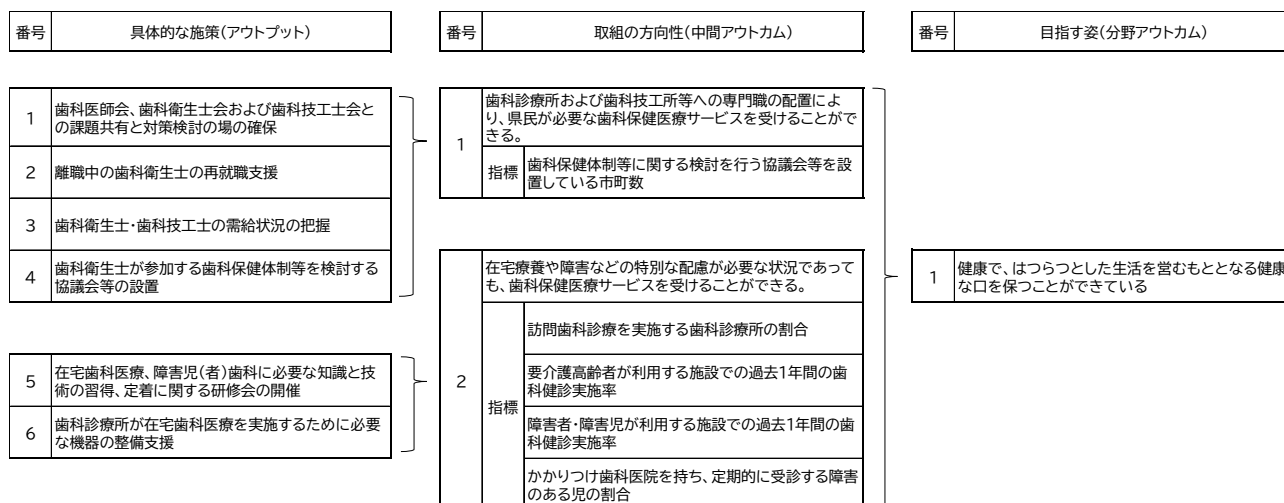 番号
具体的な施策(アウトプット)
番号
取組の方向性(中間アウトカム)
番号
目指す姿(分野アウトカム)
1
歯科医師会、歯科衛生士会および歯科技工士会と
の課題共有と対策検討の場の確保
2
離職中の歯科衛生士の再就職支援
3
歯科衛生士・歯科技工士の需給状況の把握
4
歯科衛生士が参加する歯科保健体制等を検討する
協議会等の設置
5
在宅歯科医療、障害児(者)歯科に必要な知識と技
術の習得、定着に関する研修会の開催
6
歯科診療所が在宅歯科医療を実施するために必要
な機器の整備支援
1
歯科診療所および歯科技工所等への専門職の配置によ
り、県民が必要な歯科保健医療サービスを受けることがで
きる。
指標
歯科保健体制等に関する検討を行う協議会等を設
置している市町数
2
在宅療養や障害などの特別な配慮が必要な状況であって
も、歯科保健医療サービスを受けることができる。
指標
訪問歯科診療を実施する歯科診療所の割合
要介護高齢者が利用する施設での過去1年間の歯
科健診実施率
障害者・障害児が利用する施設での過去1年間の歯
科健診実施率
かかりつけ歯科医院を持ち、定期的に受診する障害
のある児の割合
1
健康で、はつらつとした生活を営むもととなる健康
な口を保つことができている